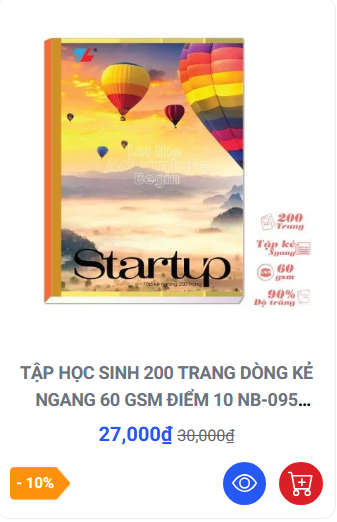 TL
Let the
Begin
Startup
Tập kẻ ngang 200 trang
200
Trang
Tập kẻ
Ngang
60
gsm
90%
Độ trắng
TẬP HỌC SINH 200 TRANG DÒNG KẺ
NGANG 60 GSM ĐIỂM 10 NB-095...
27,000₫ 30,000₫
- 10%